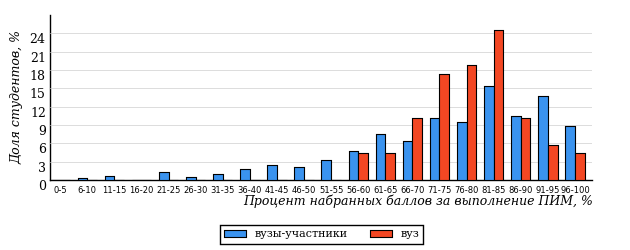 Доля студентов, %
24
21
18
15
12
9
6
3
0
0-5 6-10 11-15 16-20 21-25 26-30 31-35 36-40 41-45 46-50 51-55 56-60 61-65 66-70 71-75 76-80 81-85 86-90 91-95 96-100
Процент набранных баллов за выполнение ПИМ, %
вузы-участники вуз